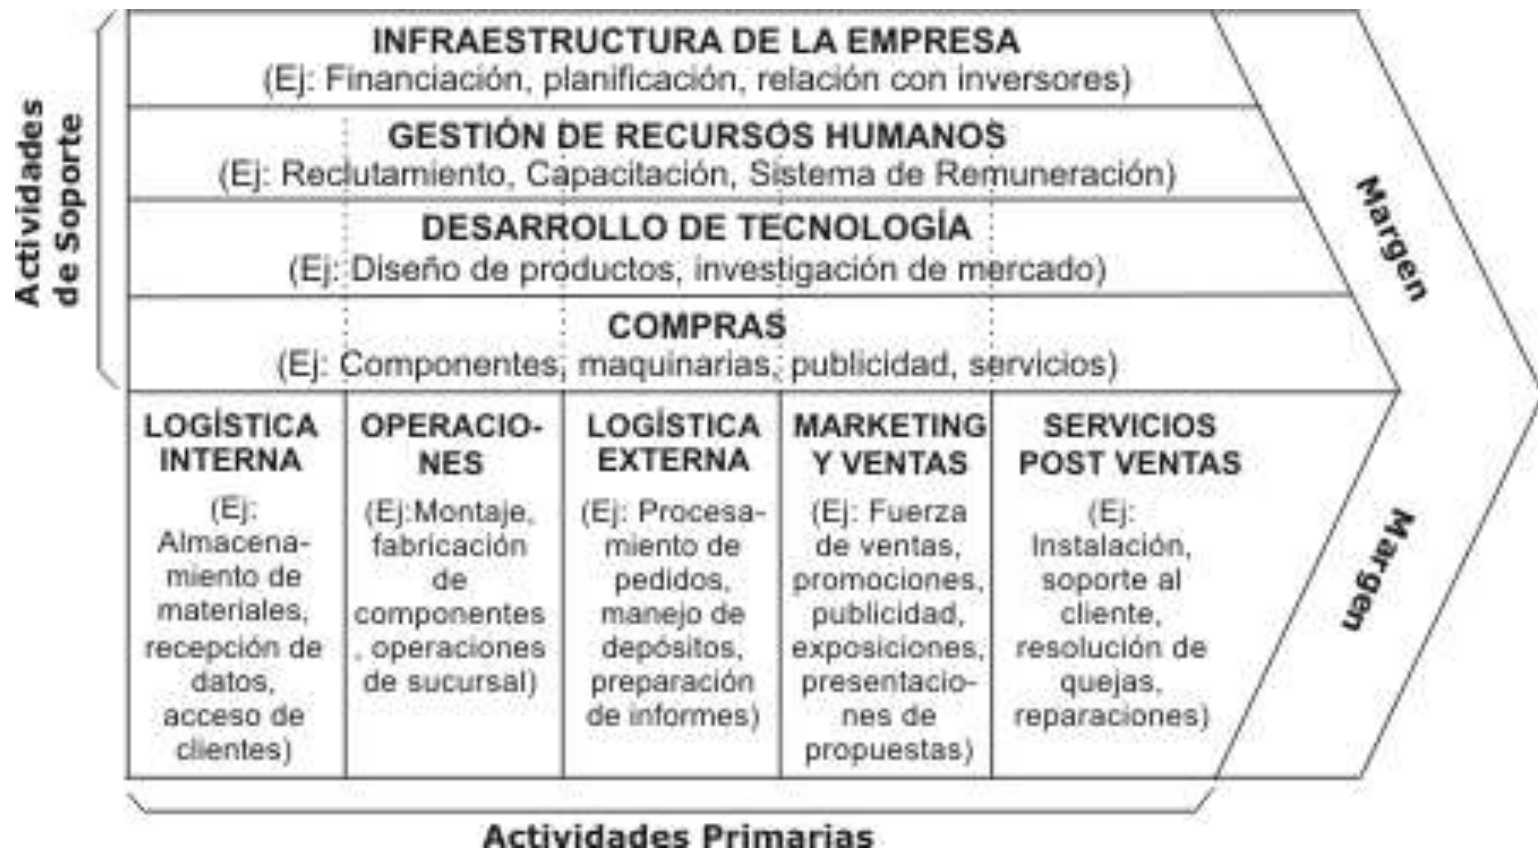 Actividades
de Soporte
INFRAESTRUCTURA DE LA EMPRESA
(Ej: Financiación, planificación, relación con inversores)
GESTIÓN DE RECURSOS HUMANOS
(Ej: Reclutamiento, Capacitación, Sistema de Remuneración)
DESARROLLO DE TECNOLOGÍA
(Ej: Diseño de productos, investigación de mercado)
COMPRAS
(Ej: Componentes, maquinarias, publicidad, servicios)
LOGÍSTICA
INTERNA
(Ej:
Almacena-
miento de
materiales,
recepción de
datos,
acceso de
clientes)
OPERACIO-
NES
(Ej:Montaje,
fabricación
de
componentes
, operaciones
de sucursal)
LOGÍSTICA
EXTERNA
(Ej: Procesa-
miento de
pedidos,
manejo de
depósitos,
preparación
de informes)
MARKETING
Y VENTAS
(Ej: Fuerza
de ventas,
promociones,
publicidad,
exposiciones,
presentacio-
nes de
propuestas)
SERVICIOS
POST VENTAS
(Ej:
Instalación,
soporte al
cliente,
resolución de
quejas,
reparaciones)
Margen
Margen
Actividades Primarias